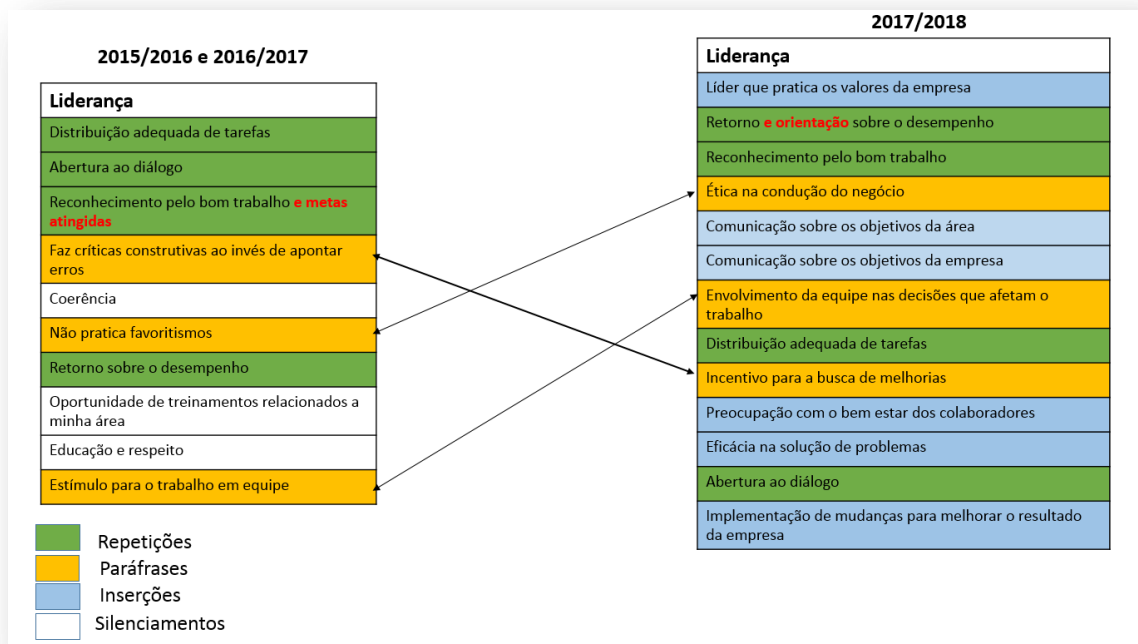 2015/2016 e 2016/2017
Liderança
Distribuição adequada de tarefas
Abertura ao diálogo
Reconhecimento pelo bom trabalho e metas
atingidas
Faz críticas construtivas ao invés de apontar
erros
Coerência
Não pratica favoritismos
Retorno sobre o desempenho
Oportunidade de treinamentos relacionados a
minha área
Educação e respeito
Estímulo para o trabalho em equipe
2017/2018
Liderança
Líder que pratica os valores da empresa
Retorno e orientação sobre o desempenho
Reconhecimento pelo bom trabalho
Ética na condução do negócio
Comunicação sobre os objetivos da área
Comunicação sobre os objetivos da empresa
Envolvimento da equipe nas decisões que afetam o
trabalho
Distribuição adequada de tarefas
Incentivo para a busca de melhorias
Preocupação com o bem estar dos colaboradores
Eficácia na solução de problemas
Abertura ao diálogo
Implementação de mudanças para melhorar o resultado
da empresa
Repetições
Paráfrases
Inserções
Silenciamentos